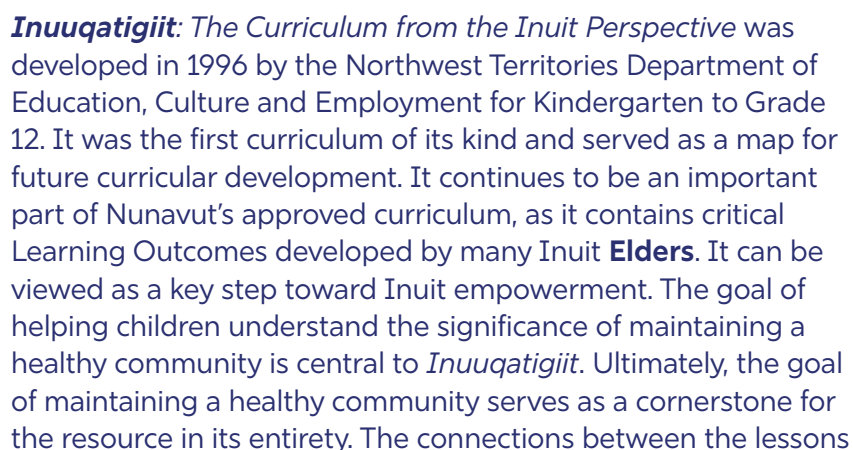 Inuuqatigiit: The Curriculum from the Inuit Perspective was
developed in 1996 by the Northwest Territories Department of
Education, Culture and Employment for Kindergarten to Grade
12. It was the first curriculum of its kind and served as a map for
future curricular development. It continues to be an important
part of Nunavut’s approved curriculum, as it contains critical
Learning Outcomes developed by many Inuit Elders. It can be
viewed as a key step toward Inuit empowerment. The goal of
helping children understand the significance of maintaining a
healthy community is central to Inuuqatigiit. Ultimately, the goal
of maintaining a healthy community serves as a cornerstone for
the resource in its entirety. The connections between the lessons